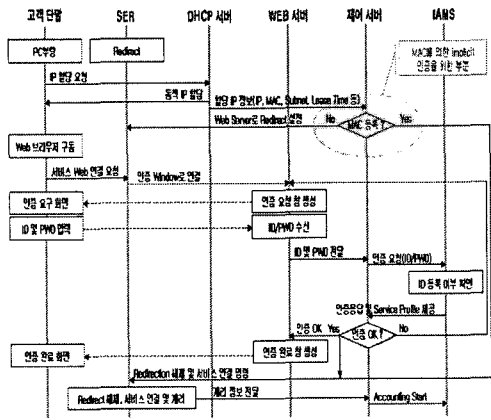 고객 단말
SER
DHCP 서버
WEB 서버
제어 서버
IAMS
PC부팅
Redirect
MAC에 의한 implicit
인증을 위한 부분
IP 할당 요청
동적 IP 할당
할당 IP 정보(IP, MAC, Subnet, Lease Time 등)
Web Server로 Redirect 설정
No
MAC 등록 ?
Yes
Web 브라우저 구동
서비스 Web 연결 요청
인증 Window로 연결
인증 요구 화면
인증 요청 창 생성
ID 및 PWD 입력
ID/PWD 수신
ID 및 PWD 전달
인증 요청(ID/PWD)
ID 등록 여부 확인
인증응답 및 Service Profile 제공
인증 OK
Yes
인증 OK ?
No
인증 완료 화면
인증 완료 창 생성
Redirection 해제 및 서비스 연결 명령
Redirect 해제, 서비스 연결 및 계리
계리 정보 전달
Accounting Start